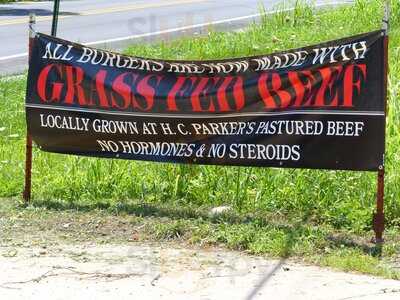 ALL BURGERS ARE NOW MADE WITH
GRASS FED BEEF
LOCALLY GROWN AT H. C. PARKER'S PASTURED BEEF
NO HORMONES & NO STEROIDS